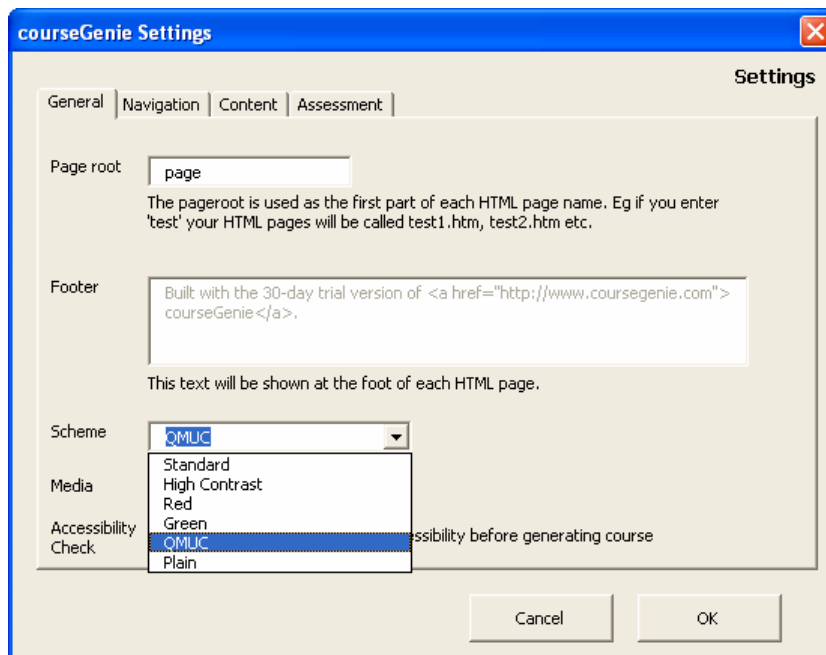 courseGenie Settings
Settings
General Navigation Content Assessment
Page root
page
The pageroot is used as the first part of each HTML page name. Eg if you enter
'test' your HTML pages will be called test1.htm, test2.htm etc.
Footer
Built with the 30-day trial version of <a href="http://www.coursegenie.com">
courseGenie</a>.
This text will be shown at the foot of each HTML page.
Scheme
QMUC
Standard
High Contrast
Red
Green
QMUC
Plain
Media
Accessibility
Check
before generating course
Cancel OK